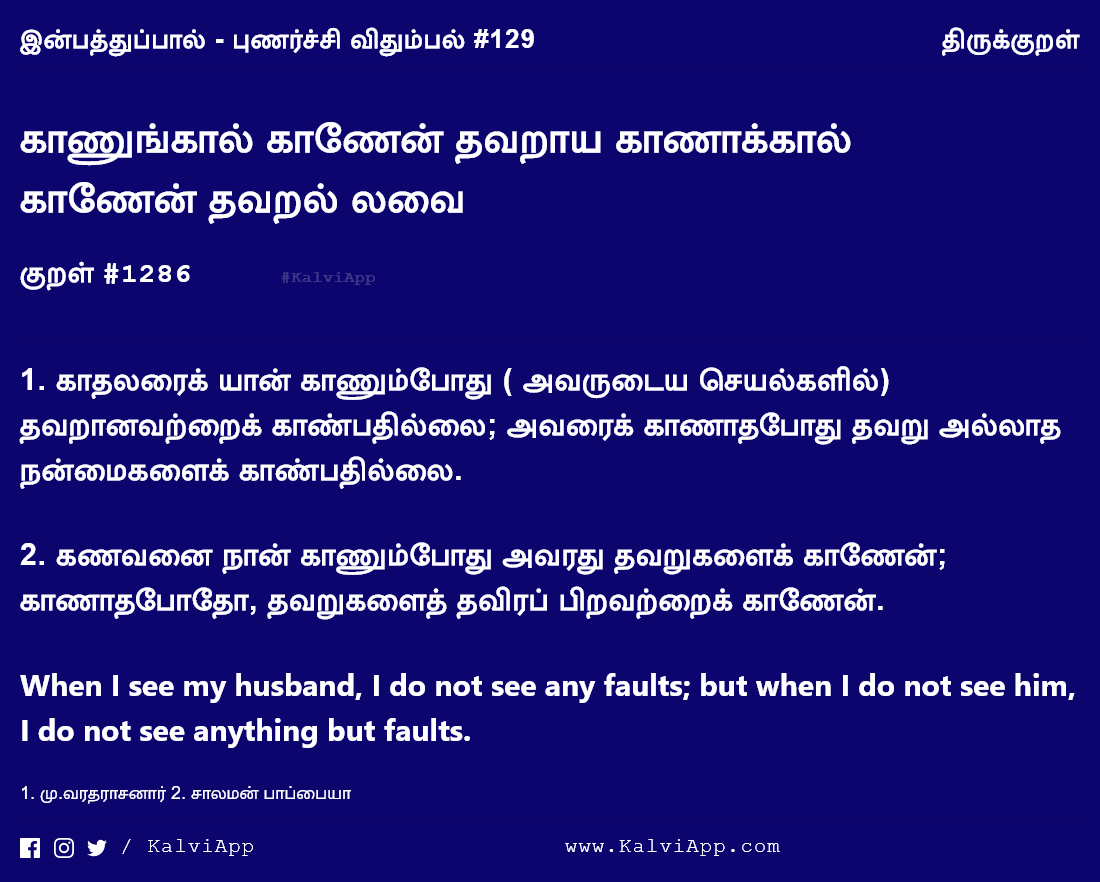 இன்பத்துப்பால் - புணர்ச்சி விதும்பல் #129
திருக்குறள்
காணுங்கால் காணேன் தவறாய காணாக்கால்
காணேன் தவறல் லவை
குறள் #1286
#KalviApp
1. காதலரைக் யான் காணும்போது ( அவருடைய செயல்களில்)
தவறானவற்றைக் காண்பதில்லை; அவரைக் காணாதபோது தவறு அல்லாத
நன்மைகளைக் காண்பதில்லை.
2. கணவனை நான் காணும்போது அவரது தவறுகளைக் காணேன்;
காணாதபோதோ, தவறுகளைத் தவிரப் பிறவற்றைக் காணேன்.
When I see my husband, I do not see any faults; but when I do not see him,
I do not see anything but faults.
1. மு.வரதராசனார் 2. சாலமன் பாப்பையா
/ KalviApp
www.KalviApp.com